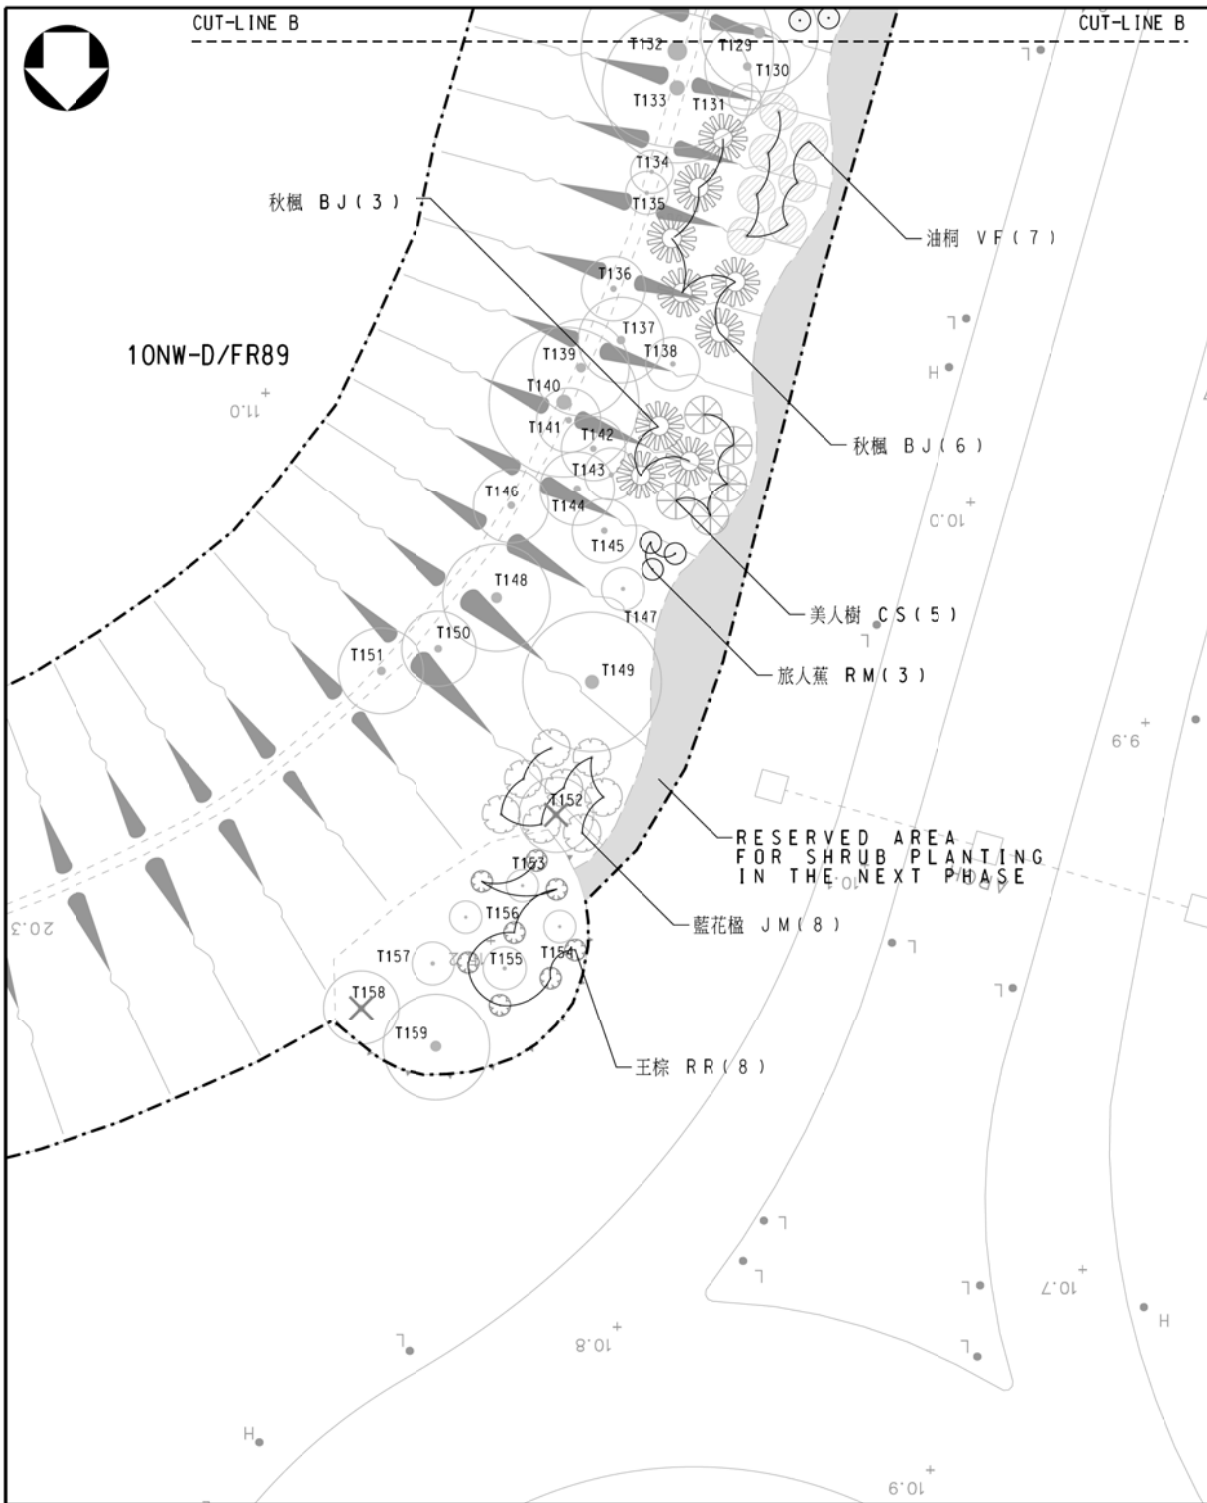 CUT-LINE B
CUT-LINE B
T132
T129
T130
T133
T131
T134
T135
秋楓 BJ(3)
油桐 VF(7)
T136
T137
T138
T139
10NW-D/FR89
T140
T141
T142
11.0
秋楓 BJ(6)
T143
T146
T144
T145
10.0
T148
T147
美人樹 CS(5)
T150
T151
T149
旅人蕉 RM(3)
9.9
T152
RESERVED AREA
FOR SHRUB PLANTING
IN THE NEXT PHASE
10.1
T153
T156
藍花楹 JM(8)
20.3
T157
T155
T154
T158
T159
王棕 RR(8)
10.7
10.8
10.9
L
L
H
L
L
L
L
L
L
L
L
H
H